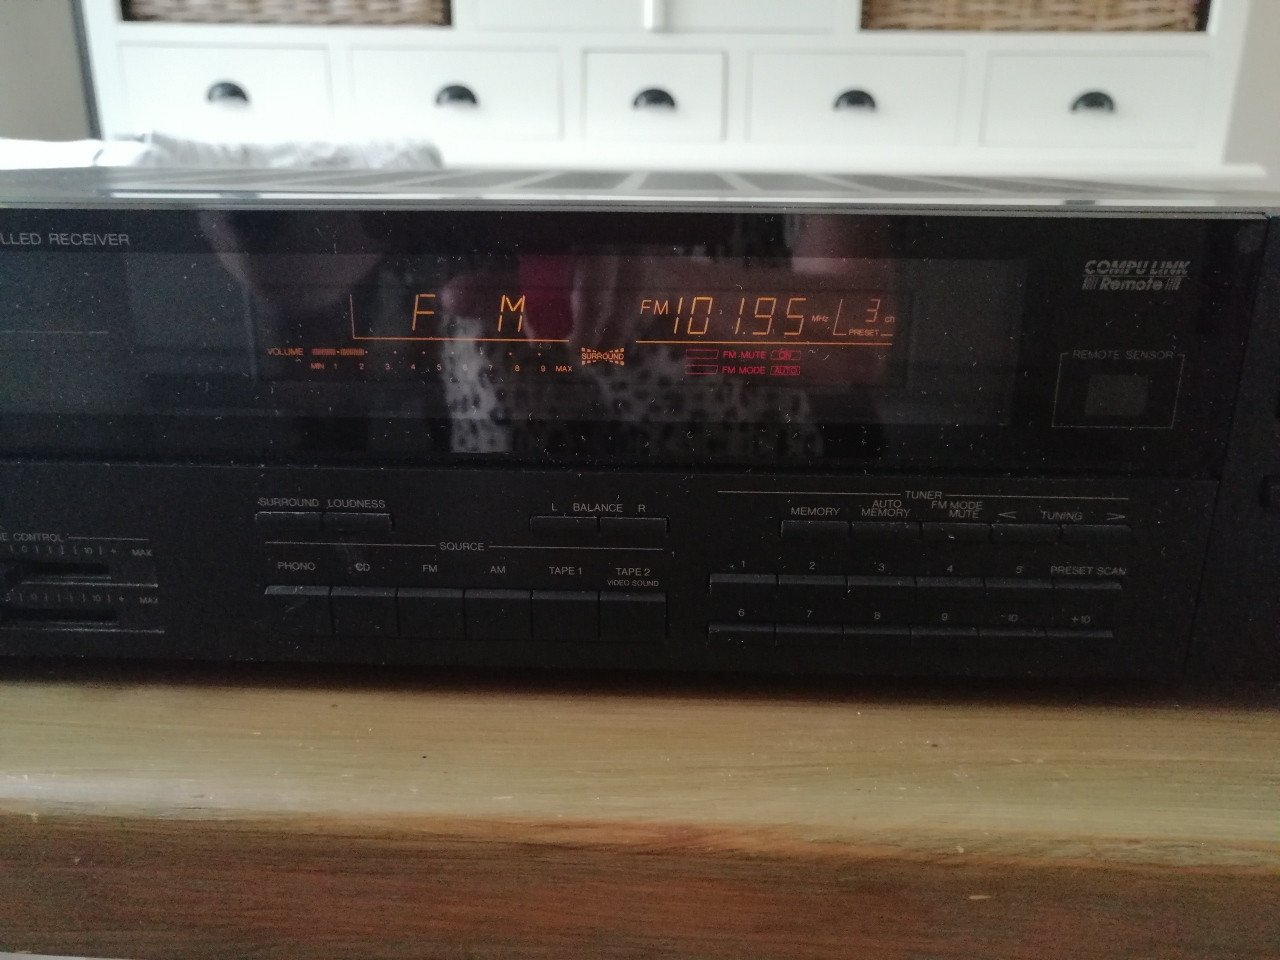 LLED RECEIVER
COMPU LINK
Remote
F M
FM 101.95 MHz 3 ch
PRESET
VOLUME
MIN 1 2 3 4 5 6 7 8 9 MAX
SURROUND
FM MUTE ON
FM MODE AUTO
REMOTE SENSOR
SURROUND LOUDNESS
L BALANCE R
TUNER
MEMORY AUTO MEMORY FM MODE MUTE < TUNING >
E CONTROL
0 10 + MAX
10 + MAX
SOURCE
PHONO CD FM AM TAPE 1 TAPE 2
VIDEO SOUND
1 2 3 4 5 PRESET SCAN
6 7 8 9 10 +10